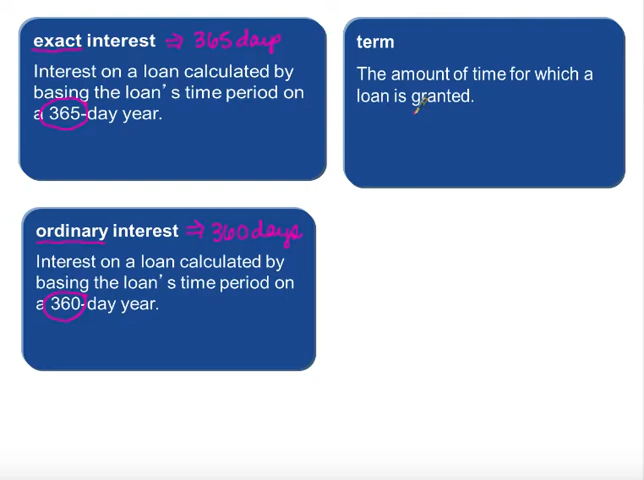 exact interest ⇒ 365 days
Interest on a loan calculated by
basing the loan's time period on
a 365-day year.
term
The amount of time for which a
loan is granted.
ordinary interest ⇒ 360 days
Interest on a loan calculated by
basing the loan's time period on
a 360-day year.